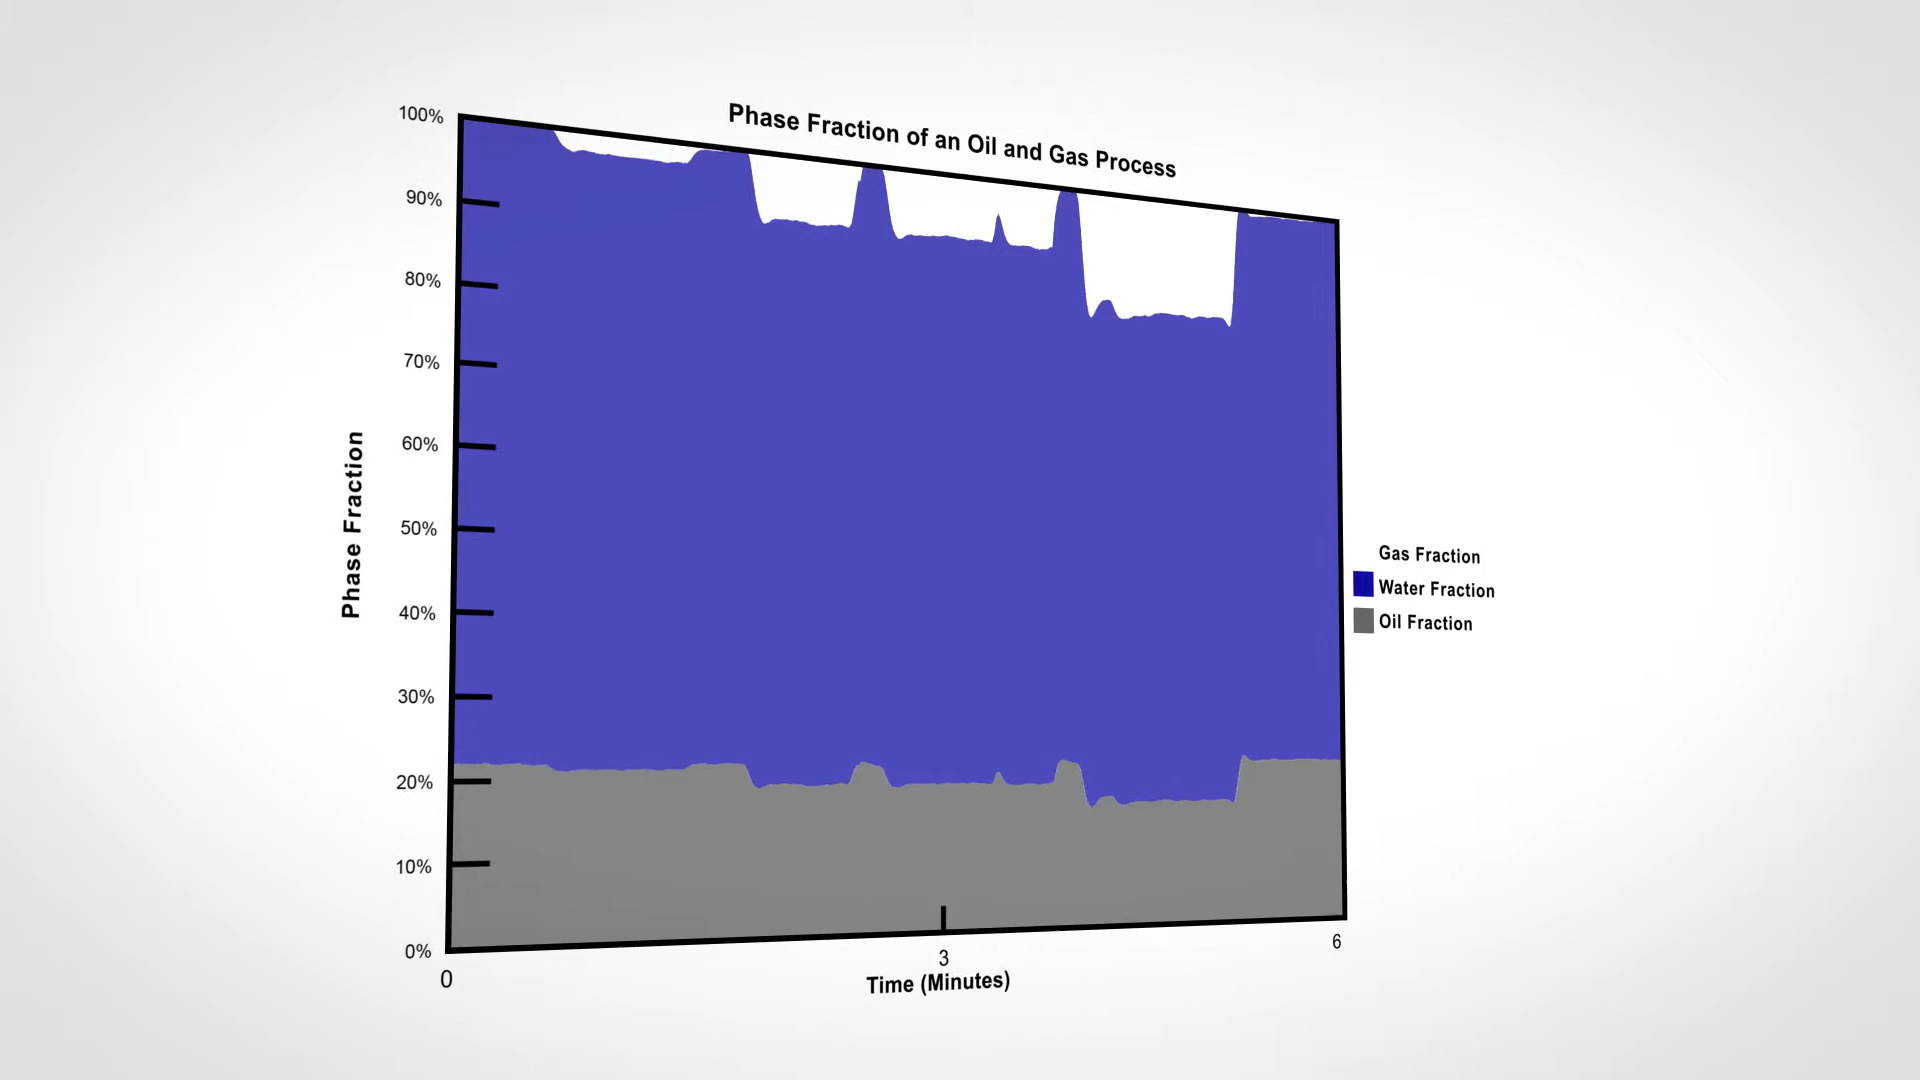 Phase Fraction of an Oil and Gas Process
100%
90%
80%
70%
60%
50%
40%
30%
20%
10%
0%
Phase Fraction
Gas Fraction
Water Fraction
Oil Fraction
0
3
6
Time (Minutes)